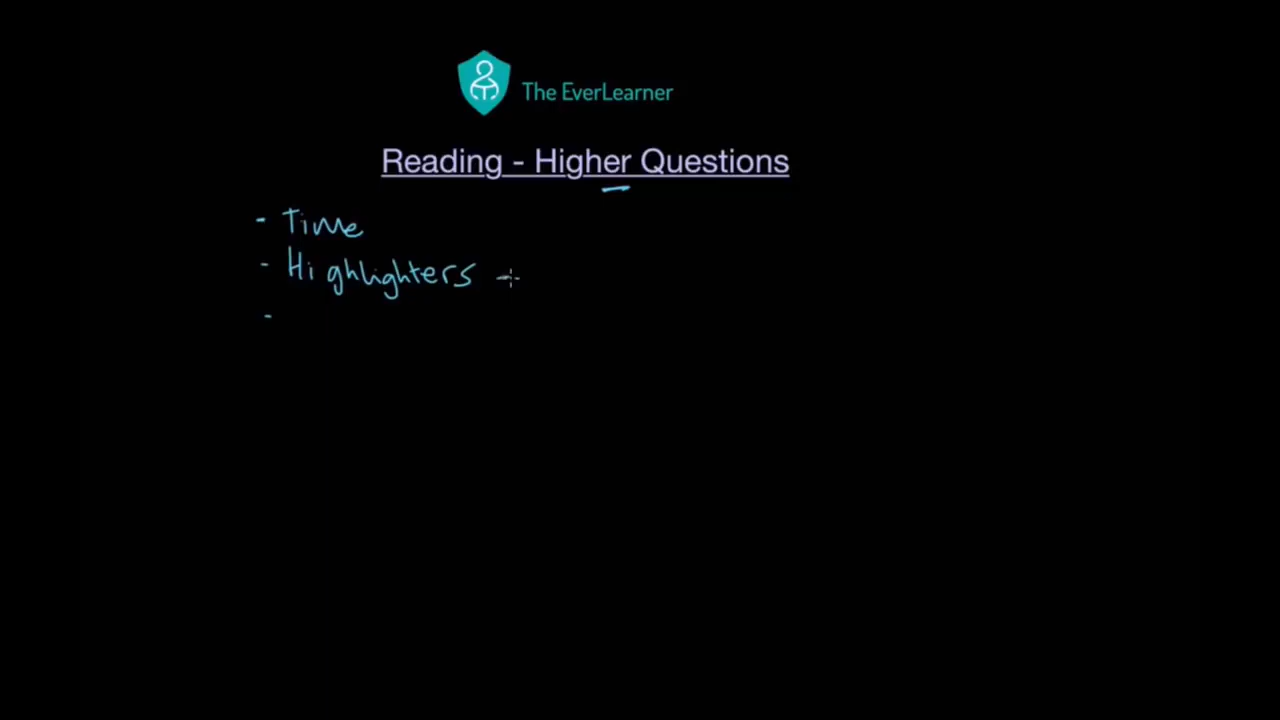 The EverLearner
Reading - Higher Questions
- Time
- Highlighters -
-